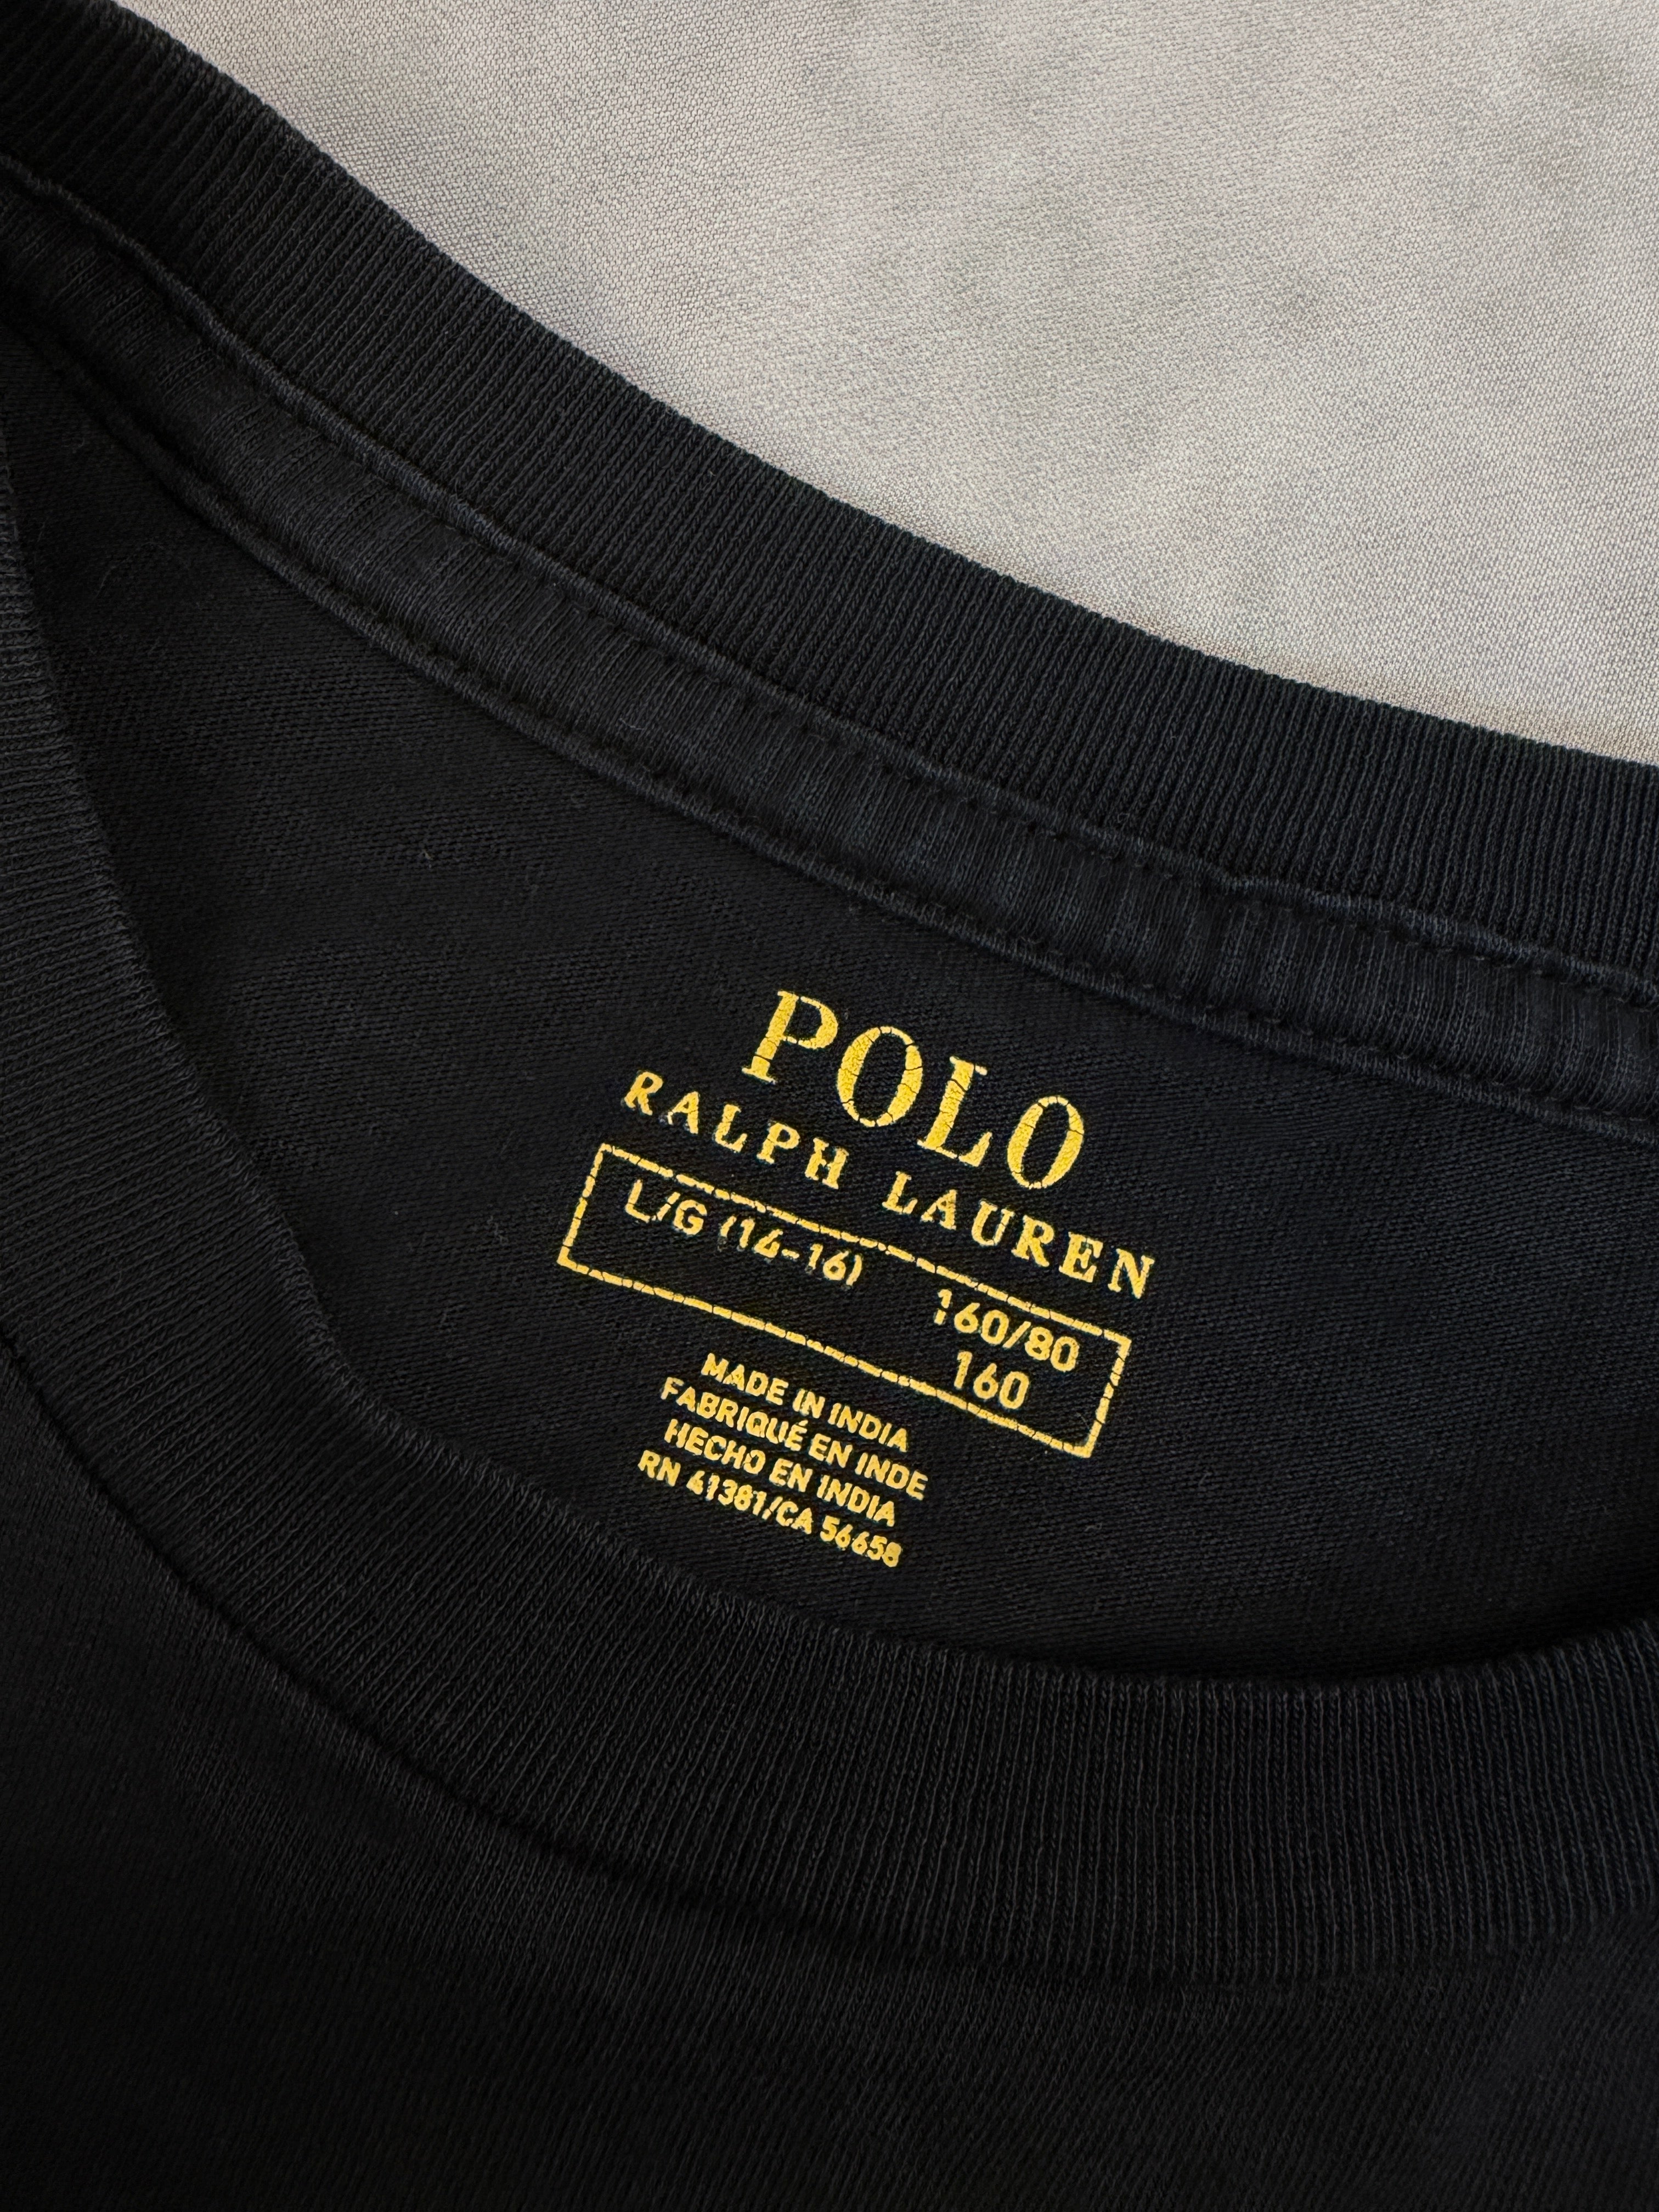 POLO
RALPH LAUREN
L/G (14-16) 160/80
160
MADE IN INDIA
FABRIQUÉ EN INDE
HECHO EN INDIA
RN 41381/CA 56658